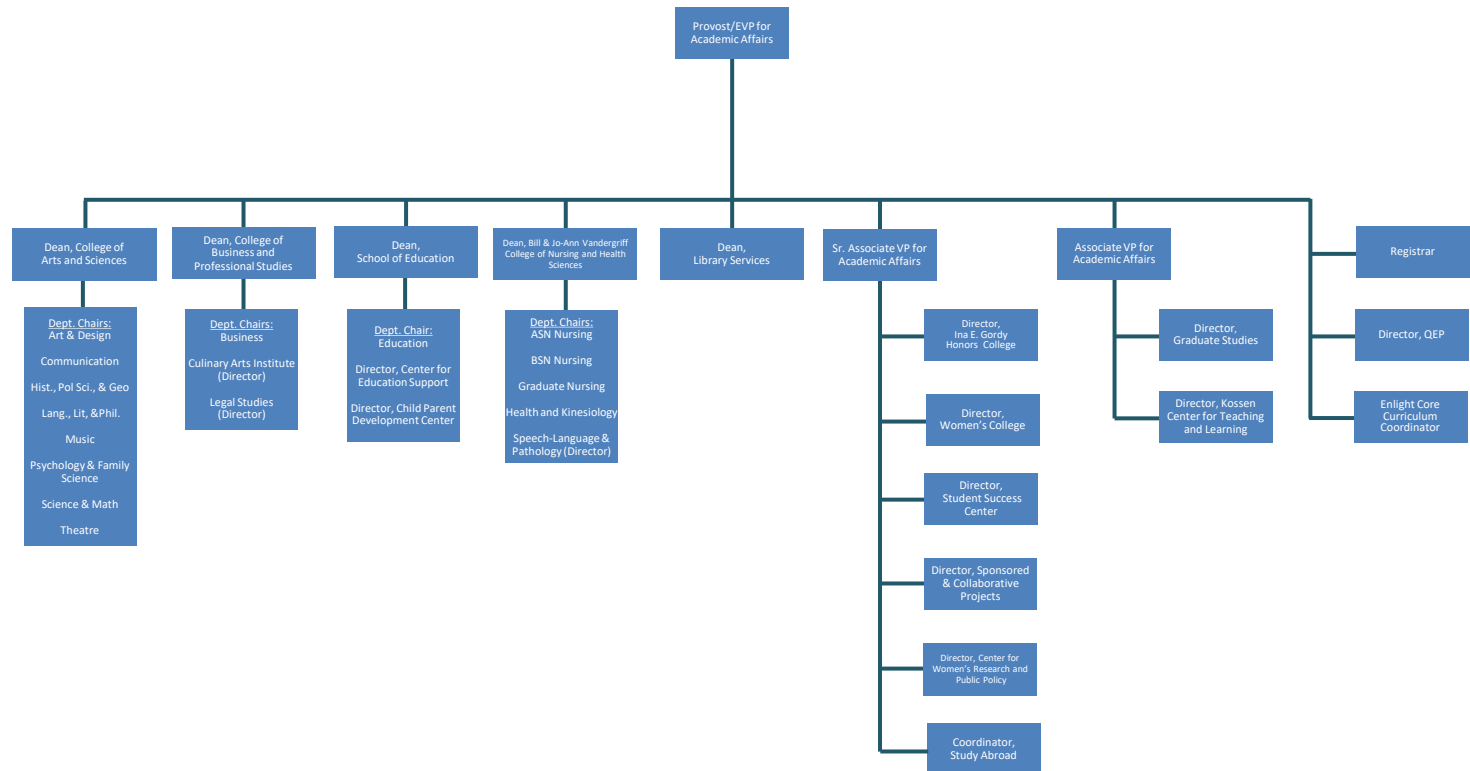 Provost/EVP for
Academic Affairs
Dean, College of
Arts and Sciences
Dept. Chairs:
Art & Design
Communication
Hist., Pol Sci., & Geo
Lang., Lit, &Phil.
Music
Psychology & Family
Science
Science & Math
Theatre
Dean, College of
Business and
Professional Studies
Dept. Chairs:
Business
Culinary Arts Institute
(Director)
Legal Studies
(Director)
Dean,
School of Education
Dept. Chair:
Education
Director, Center for
Education Support
Director, Child Parent
Development Center
Dean, Bill & Jo-Ann Vandergriff
College of Nursing and Health
Sciences
Dept. Chairs:
ASN Nursing
BSN Nursing
Graduate Nursing
Health and Kinesiology
Speech-Language &
Pathology (Director)
Dean,
Library Services
Sr. Associate VP for
Academic Affairs
Director,
Ina E. Gordy
Honors College
Director,
Women's College
Director,
Student Success
Center
Director, Sponsored
& Collaborative
Projects
Director, Center for
Women's Research and
Public Policy
Coordinator,
Study Abroad
Associate VP for
Academic Affairs
Director,
Graduate Studies
Director, Kossen
Center for Teaching
and Learning
Registrar
Director, QEP
Enlight Core
Curriculum
Coordinator